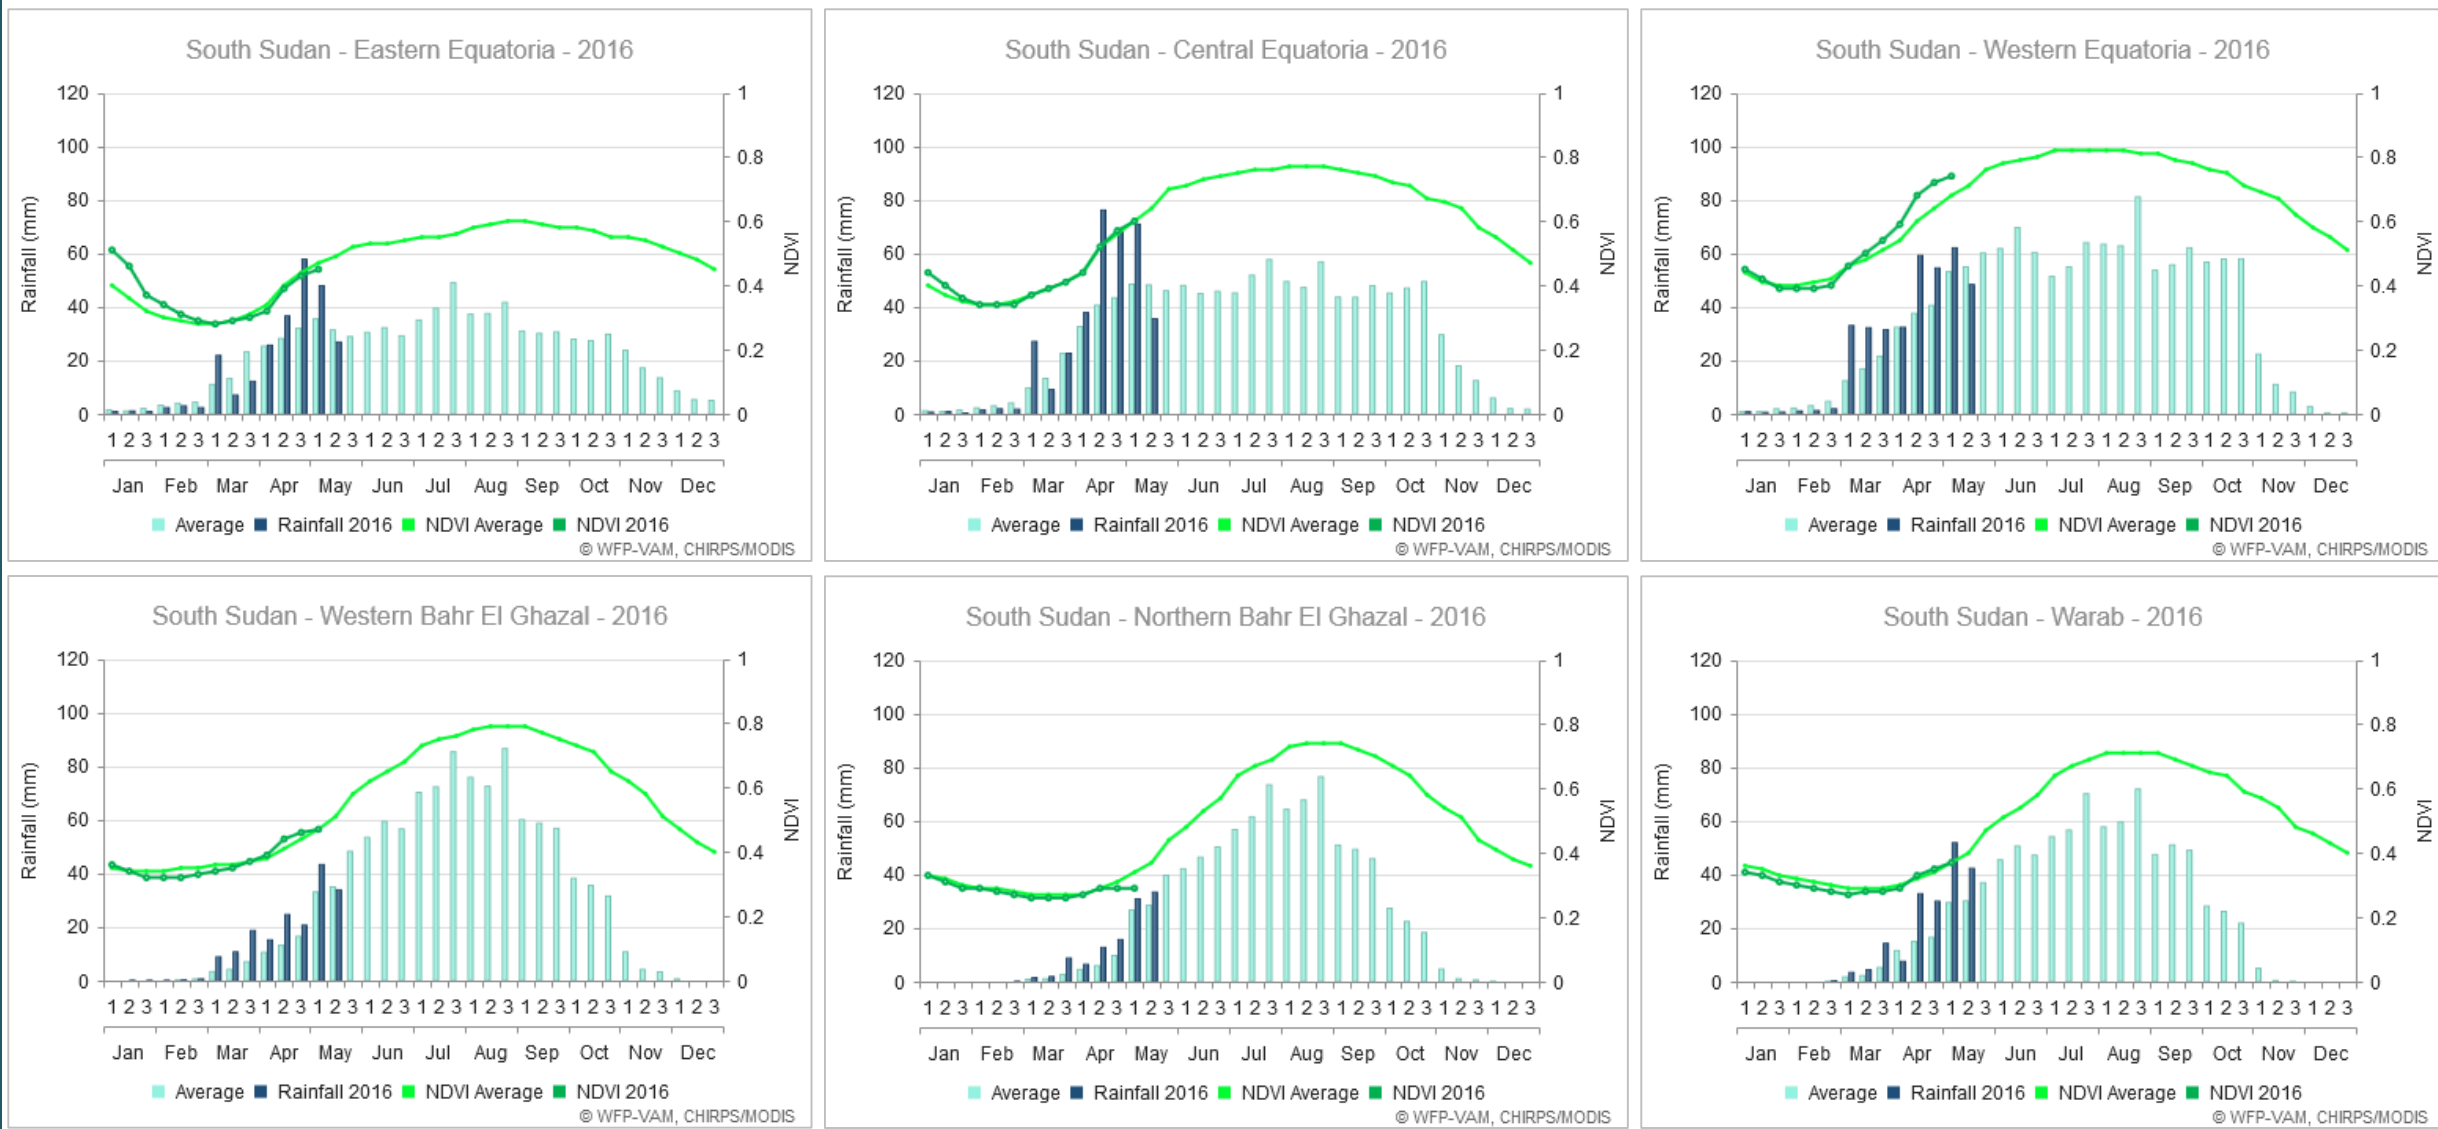 South Sudan - Eastern Equatoria - 2016
120
100
80
60
40
20
0
1
0.8
0.6
0.4
0.2
0
Rainfall (mm)
NDVI
1 2 3 1 2 3 1 2 3 1 2 3 1 2 3 1 2 3 1 2 3 1 2 3 1 2 3 1 2 3 1 2 3 1 2 3
Jan Feb Mar Apr May Jun Jul Aug Sep Oct Nov Dec
Average Rainfall 2016 NDVI Average NDVI 2016
© WFP-VAM, CHIRPS/MODIS
South Sudan - Central Equatoria - 2016
120
100
80
60
40
20
0
1
0.8
0.6
0.4
0.2
0
Rainfall (mm)
NDVI
1 2 3 1 2 3 1 2 3 1 2 3 1 2 3 1 2 3 1 2 3 1 2 3 1 2 3 1 2 3 1 2 3 1 2 3
Jan Feb Mar Apr May Jun Jul Aug Sep Oct Nov Dec
Average Rainfall 2016 NDVI Average NDVI 2016
© WFP-VAM, CHIRPS/MODIS
South Sudan - Western Equatoria - 2016
120
100
80
60
40
20
0
1
0.8
0.6
0.4
0.2
0
Rainfall (mm)
NDVI
1 2 3 1 2 3 1 2 3 1 2 3 1 2 3 1 2 3 1 2 3 1 2 3 1 2 3 1 2 3 1 2 3 1 2 3
Jan Feb Mar Apr May Jun Jul Aug Sep Oct Nov Dec
Average Rainfall 2016 NDVI Average NDVI 2016
© WFP-VAM, CHIRPS/MODIS
South Sudan - Western Bahr El Ghazal - 2016
120
100
80
60
40
20
0
1
0.8
0.6
0.4
0.2
0
Rainfall (mm)
NDVI
1 2 3 1 2 3 1 2 3 1 2 3 1 2 3 1 2 3 1 2 3 1 2 3 1 2 3 1 2 3 1 2 3 1 2 3
Jan Feb Mar Apr May Jun Jul Aug Sep Oct Nov Dec
Average Rainfall 2016 NDVI Average NDVI 2016
© WFP-VAM, CHIRPS/MODIS
South Sudan - Northern Bahr El Ghazal - 2016
120
100
80
60
40
20
0
1
0.8
0.6
0.4
0.2
0
Rainfall (mm)
NDVI
1 2 3 1 2 3 1 2 3 1 2 3 1 2 3 1 2 3 1 2 3 1 2 3 1 2 3 1 2 3 1 2 3 1 2 3
Jan Feb Mar Apr May Jun Jul Aug Sep Oct Nov Dec
Average Rainfall 2016 NDVI Average NDVI 2016
© WFP-VAM, CHIRPS/MODIS
South Sudan - Warab - 2016
120
100
80
60
40
20
0
1
0.8
0.6
0.4
0.2
0
Rainfall (mm)
NDVI
1 2 3 1 2 3 1 2 3 1 2 3 1 2 3 1 2 3 1 2 3 1 2 3 1 2 3 1 2 3 1 2 3 1 2 3
Jan Feb Mar Apr May Jun Jul Aug Sep Oct Nov Dec
Average Rainfall 2016 NDVI Average NDVI 2016
© WFP-VAM, CHIRPS/MODIS